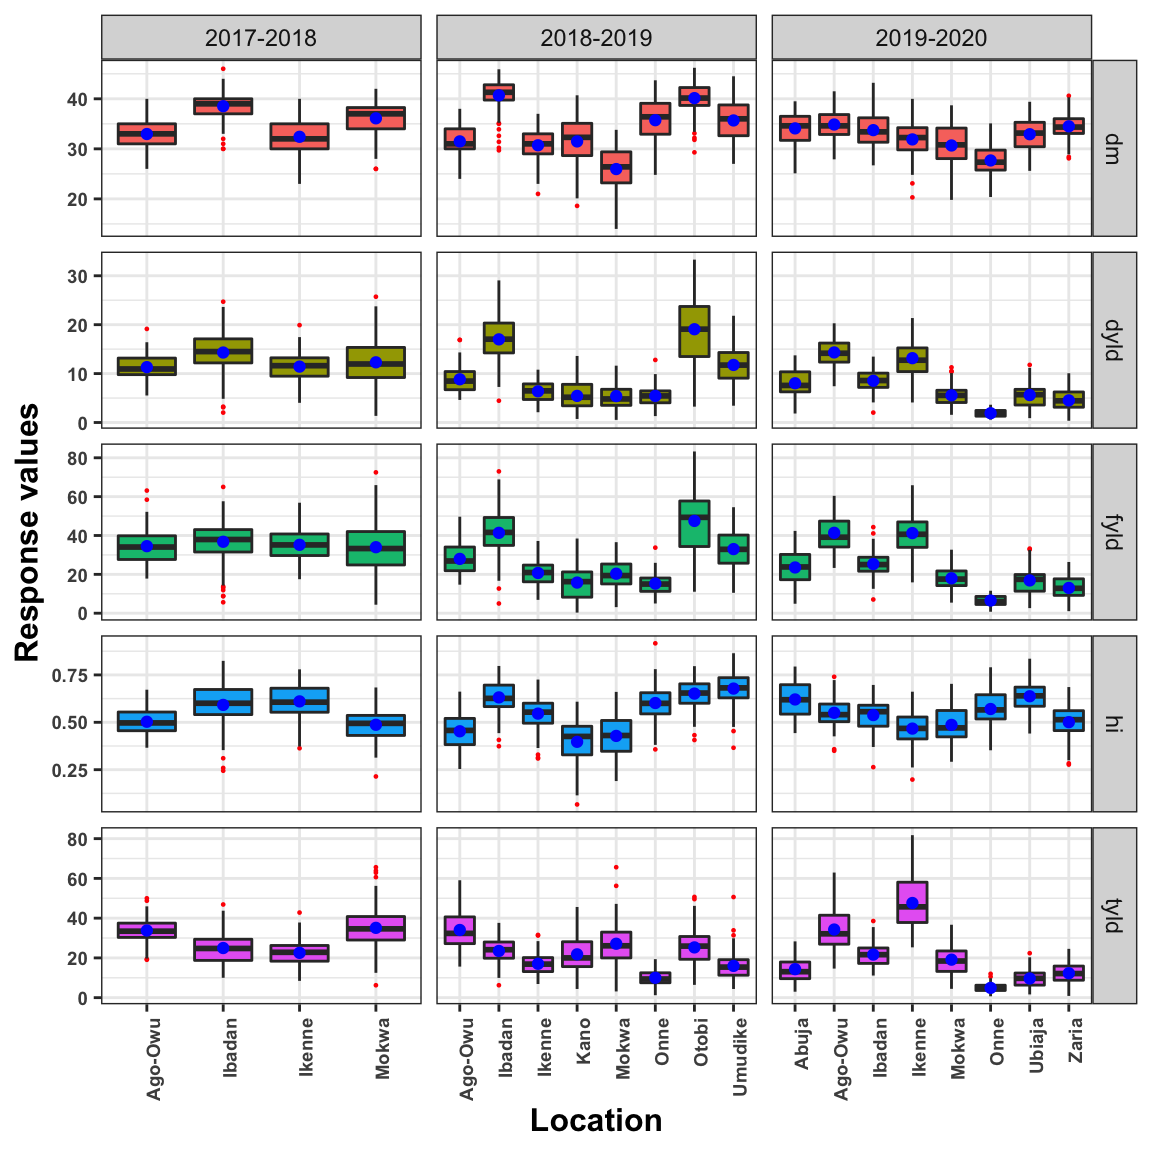 2017-2018 2018-2019 2019-2020
40
30
20
dm
30
20
10
0
dyld
80
60
40
20
0
fyld
0.75
0.50
0.25
hi
80
60
40
20
0
tyld
Response values
Ago-Owu Ibadan Ikenne Mokwa Ago-Owu Ibadan Ikenne Kano Mokwa Onne Otobi Umudike Abuja Ago-Owu Ibadan Ikenne Mokwa Onne Ubiaja Zaria
Location